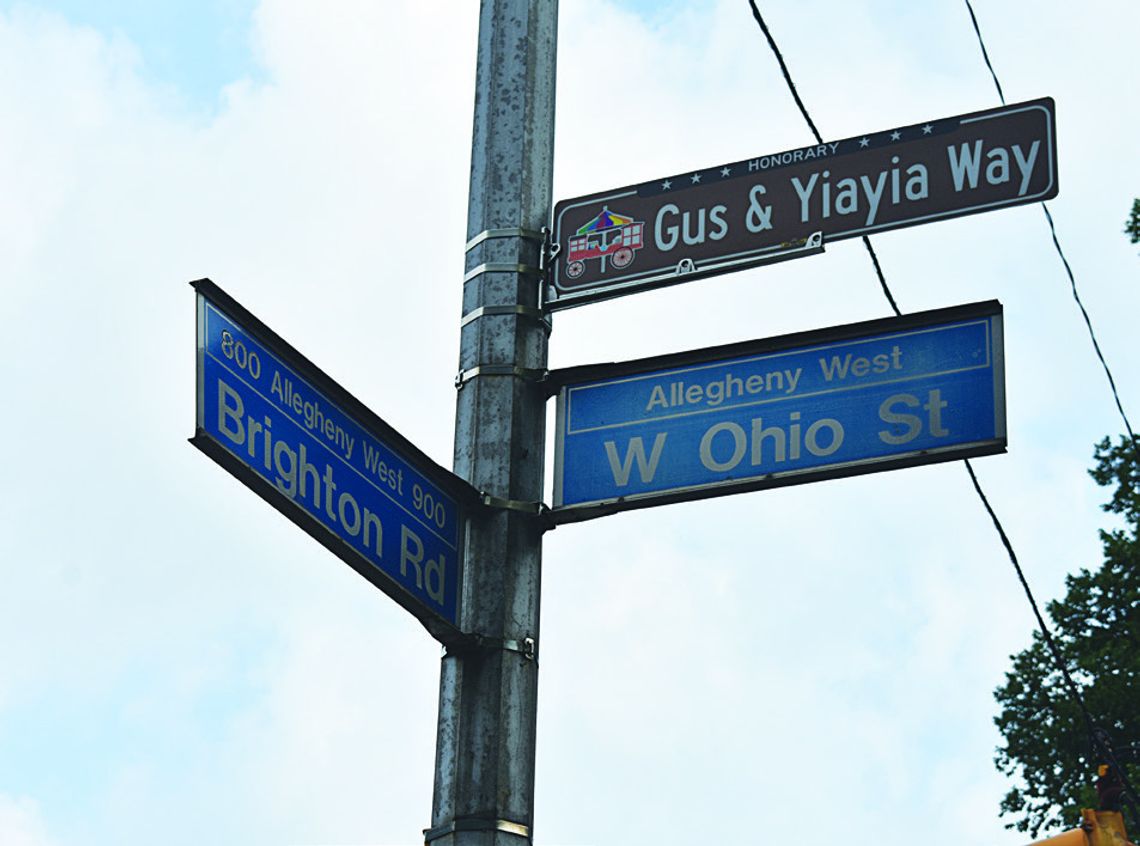 HONORARY
Gus & Yiayia Way
Allegheny West
W Ohio St
800 Allegheny West 900
Brighton Rd